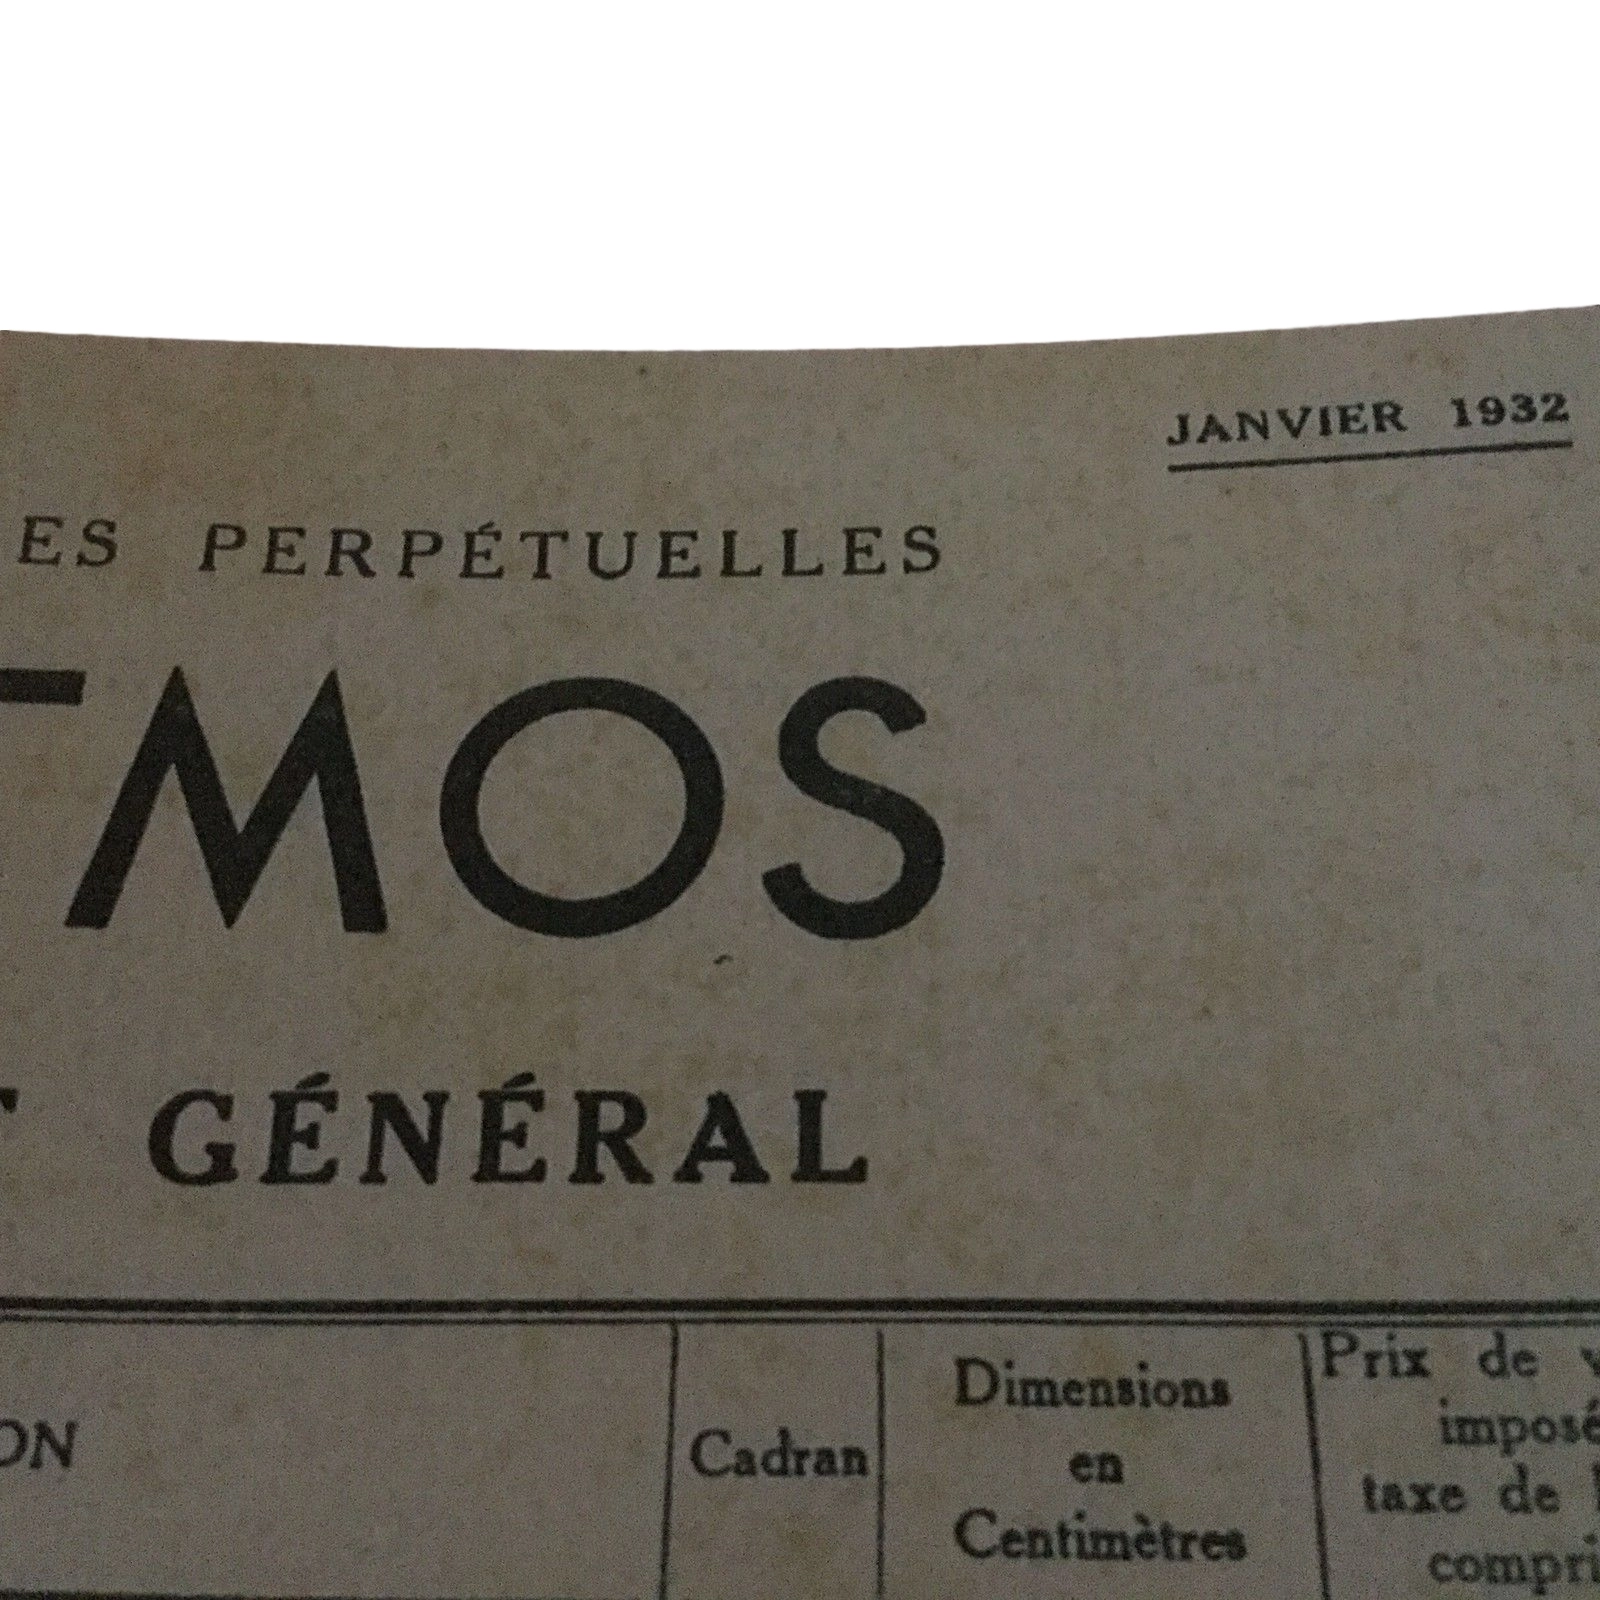 JANVIER 1932
ES PERPÉTUELLES
TMOS
GÉNÉRAL
ON
Cadran
Dimensions
en
Centimètres
Prix de v
imposé
taxe de l
compri